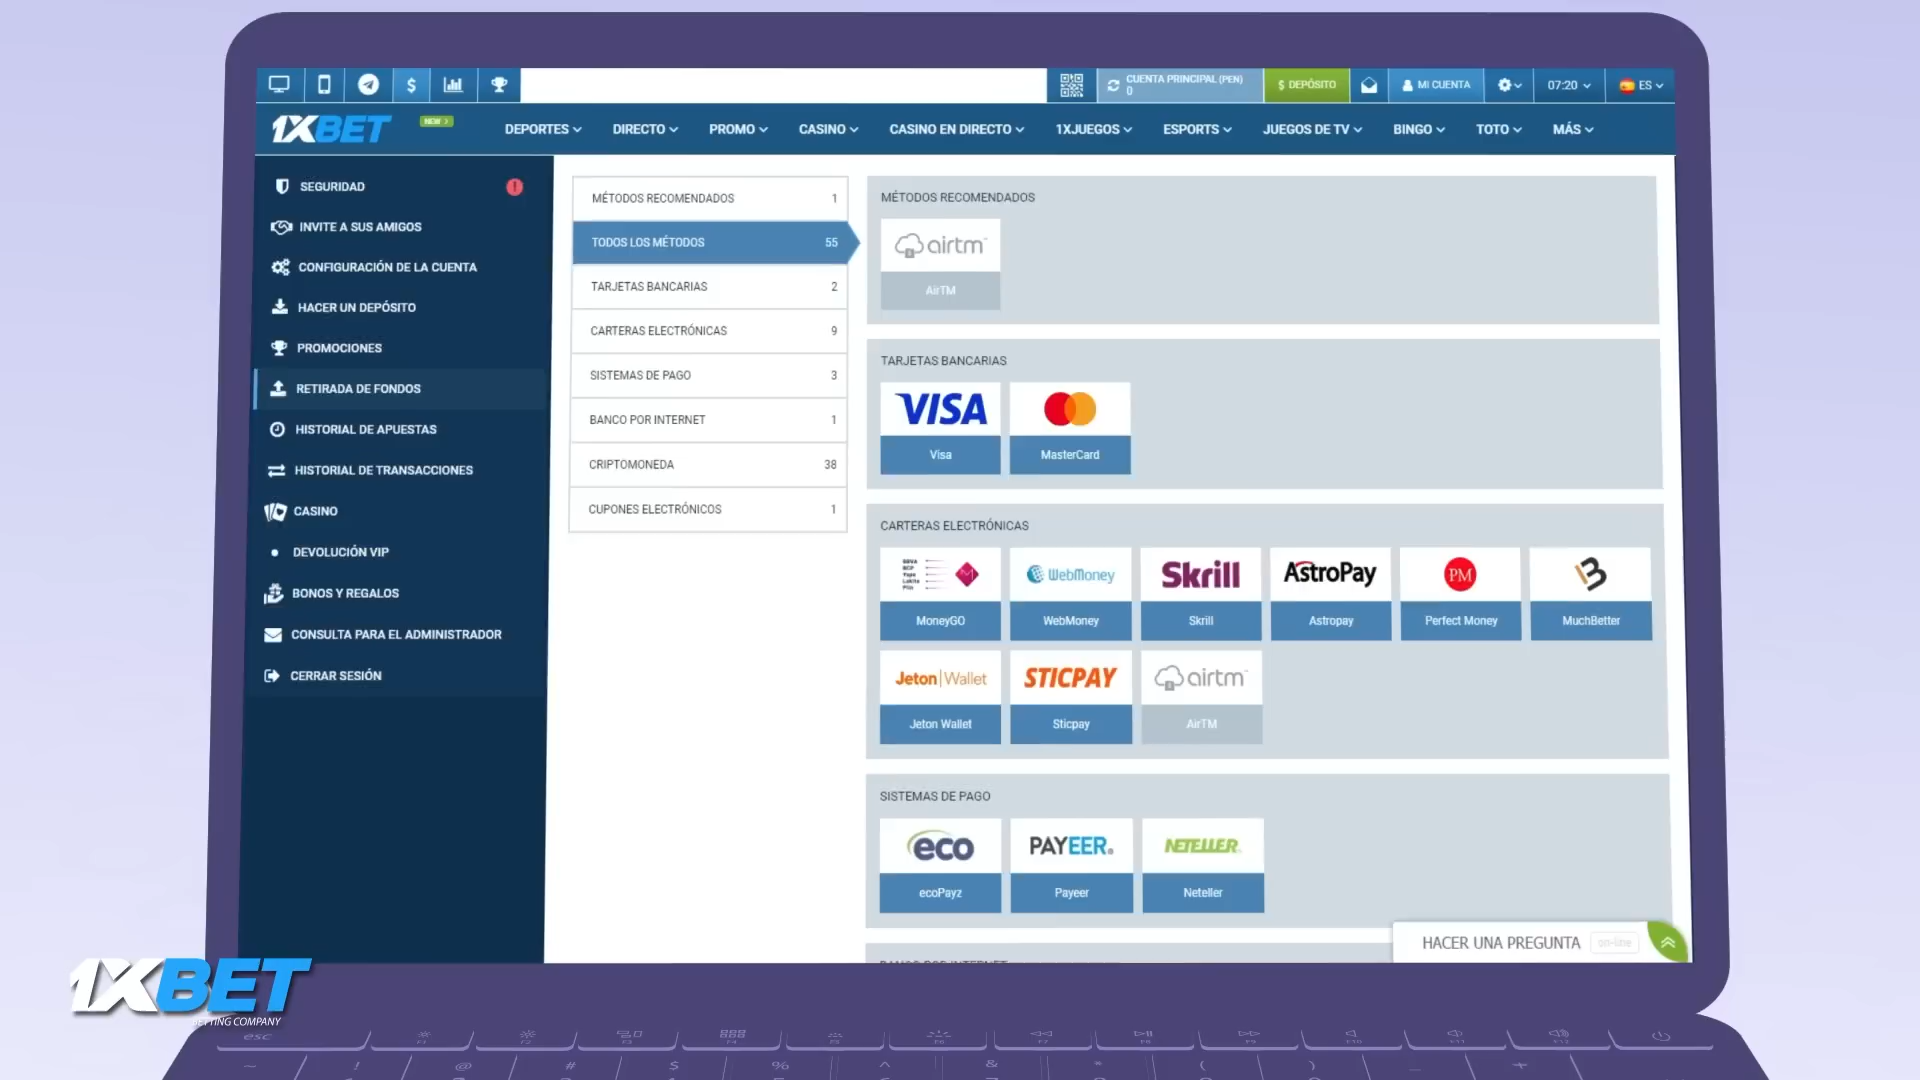 CUENTA PRINCIPAL (PEN)
0
$ DEPÓSITO
MI CUENTA
07:20
ES
1XBET
NEW
DEPORTES
DIRECTO
PROMO
CASINO
CASINO EN DIRECTO
1XJUEGOS
ESPORTS
JUEGOS DE TV
BINGO
TOTO
MÁS
SEGURIDAD
INVITE A SUS AMIGOS
CONFIGURACIÓN DE LA CUENTA
HACER UN DEPÓSITO
PROMOCIONES
RETIRADA DE FONDOS
HISTORIAL DE APUESTAS
HISTORIAL DE TRANSACCIONES
CASINO
DEVOLUCIÓN VIP
BONOS Y REGALOS
CONSULTA PARA EL ADMINISTRADOR
CERRAR SESIÓN
MÉTODOS RECOMENDADOS 1
TODOS LOS MÉTODOS 55
TARJETAS BANCARIAS 2
CARTERAS ELECTRÓNICAS 9
SISTEMAS DE PAGO 3
BANCO POR INTERNET 1
CRIPTOMONEDA 38
CUPONES ELECTRÓNICOS 1
MÉTODOS RECOMENDADOS
airtm
AirTM
TARJETAS BANCARIAS
VISA
Visa
MasterCard
CARTERAS ELECTRÓNICAS
WebMoney
Skrill
AstroPay
PM
MoneyGO
WebMoney
Skrill
Astropay
Perfect Money
MuchBetter
Jeton Wallet
STICPAY
airtm
Jeton Wallet
Sticpay
AirTM
SISTEMAS DE PAGO
eco
PAYEER
NETELLER
ecoPayz
Payeer
Neteller
BANCO POR INTERNET
HACER UNA PREGUNTA
on-line
1XBET
BETTING COMPANY
esc